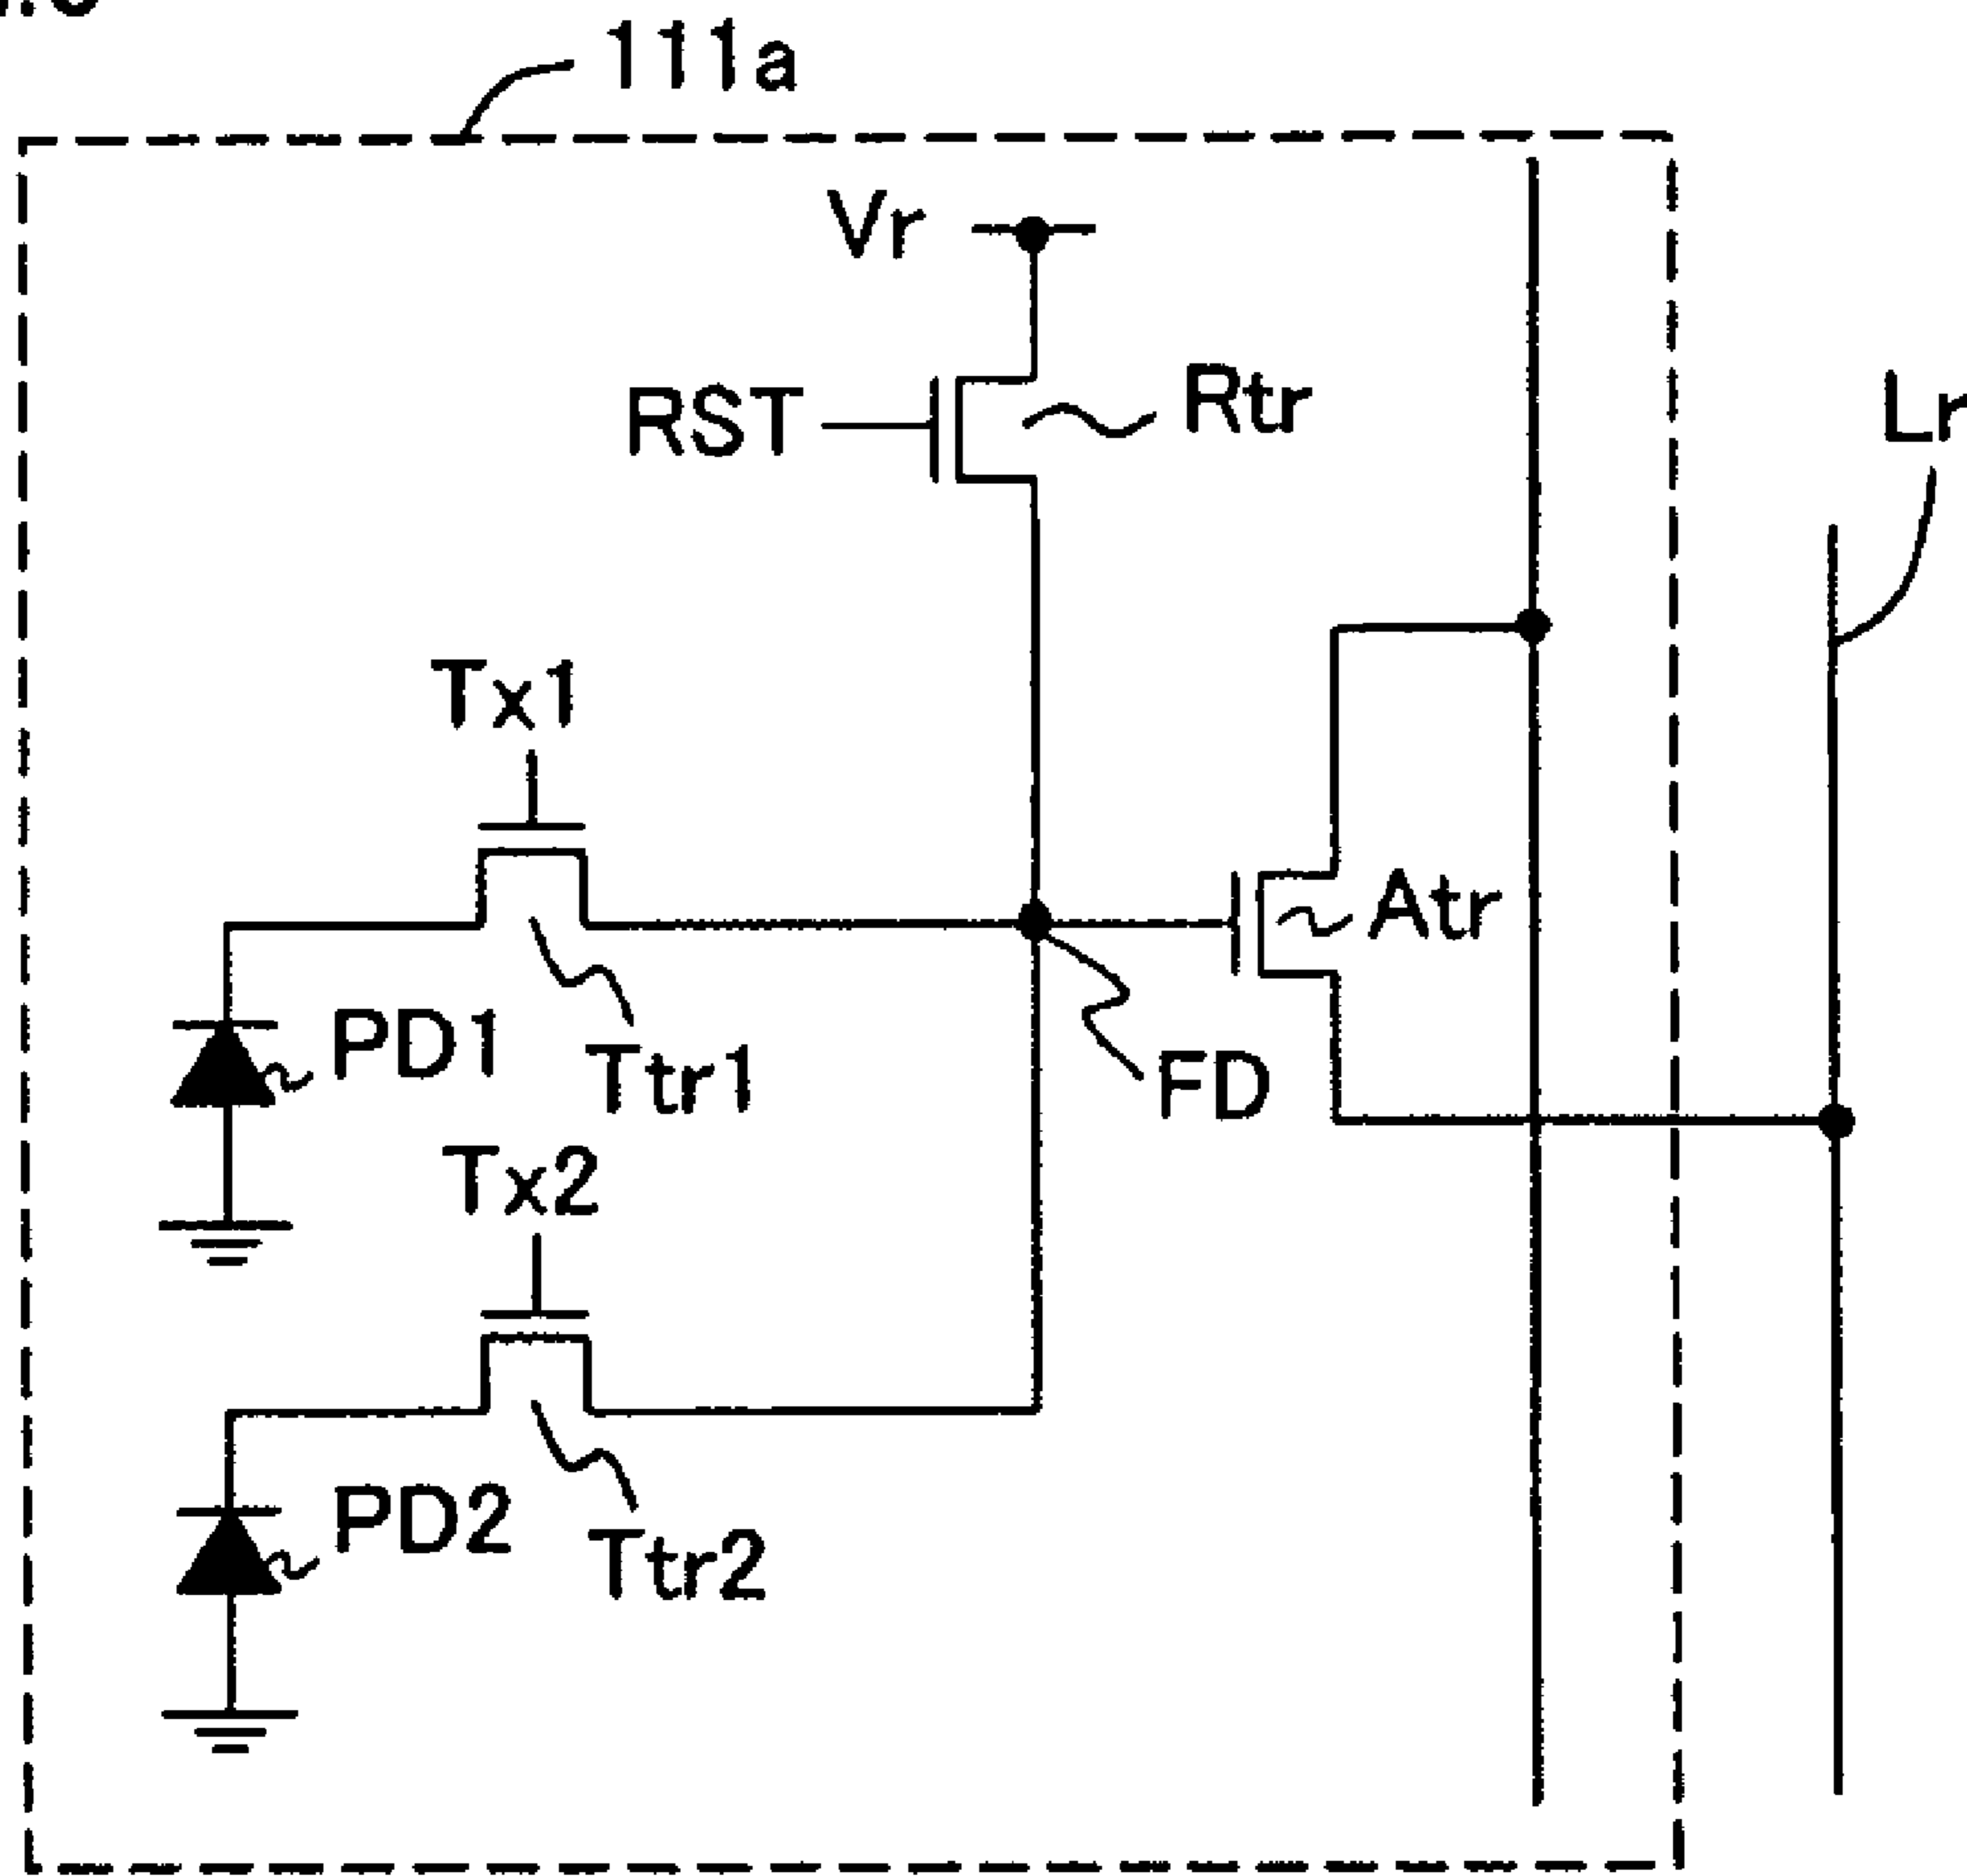 111a
Vr
RST
Rtr
Lr
Tx1
Atr
PD1
Ttr1
FD
Tx2
PD2
Ttr2